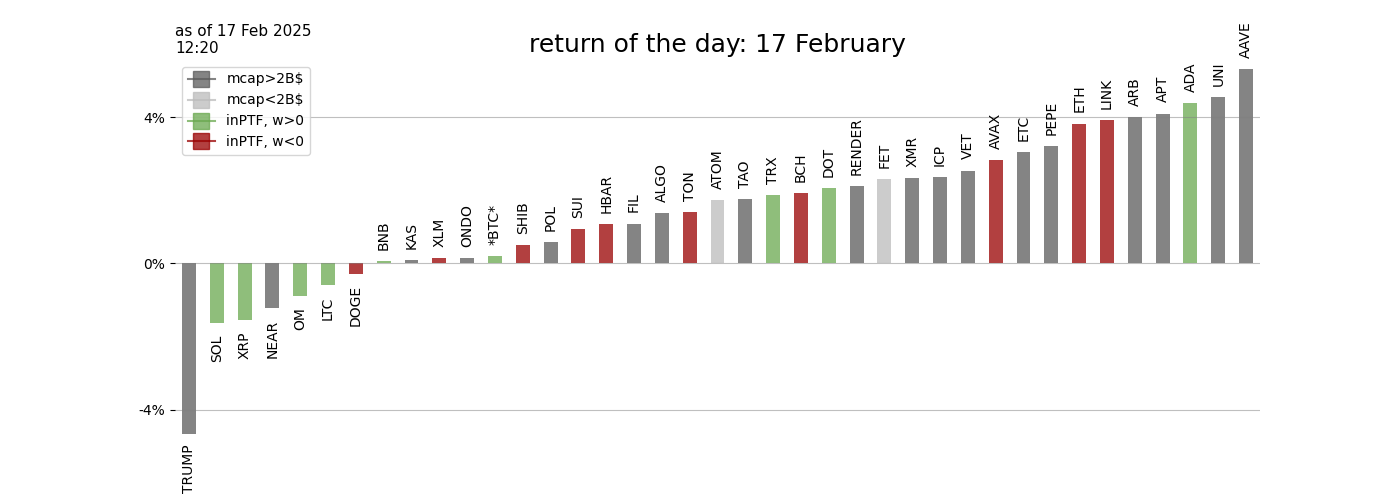 as of 17 Feb 2025
12:20
return of the day: 17 February
mcap>2B$
mcap<2B$
inPTF, w>0
inPTF, w<0
4%
0%
-4%
TRUMP
SOL
XRP
NEAR
OM
LTC
DOGE
BNB
KAS
XLM
ONDO
*BTC*
SHIB
POL
SUI
HBAR
FIL
ALGO
TON
ATOM
TAO
TRX
BCH
DOT
RENDER
FET
XMR
ICP
VET
AVAX
ETC
PEPE
ETH
LINK
ARB
APT
ADA
UNI
AAVE